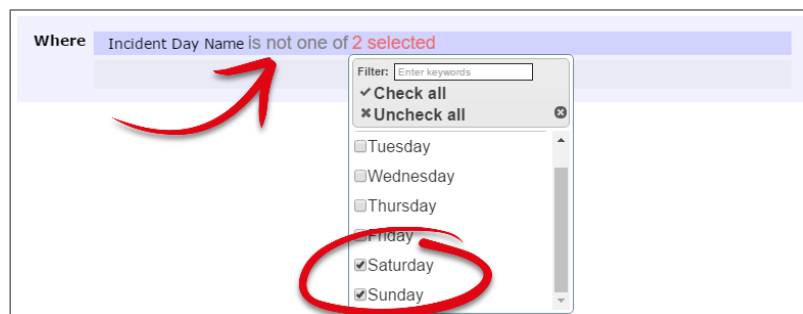 Where Incident Day Name is not one of 2 selected
Filter: Enter keywords
Check all
Uncheck all
Tuesday
Wednesday
Thursday
Friday
Saturday
Sunday